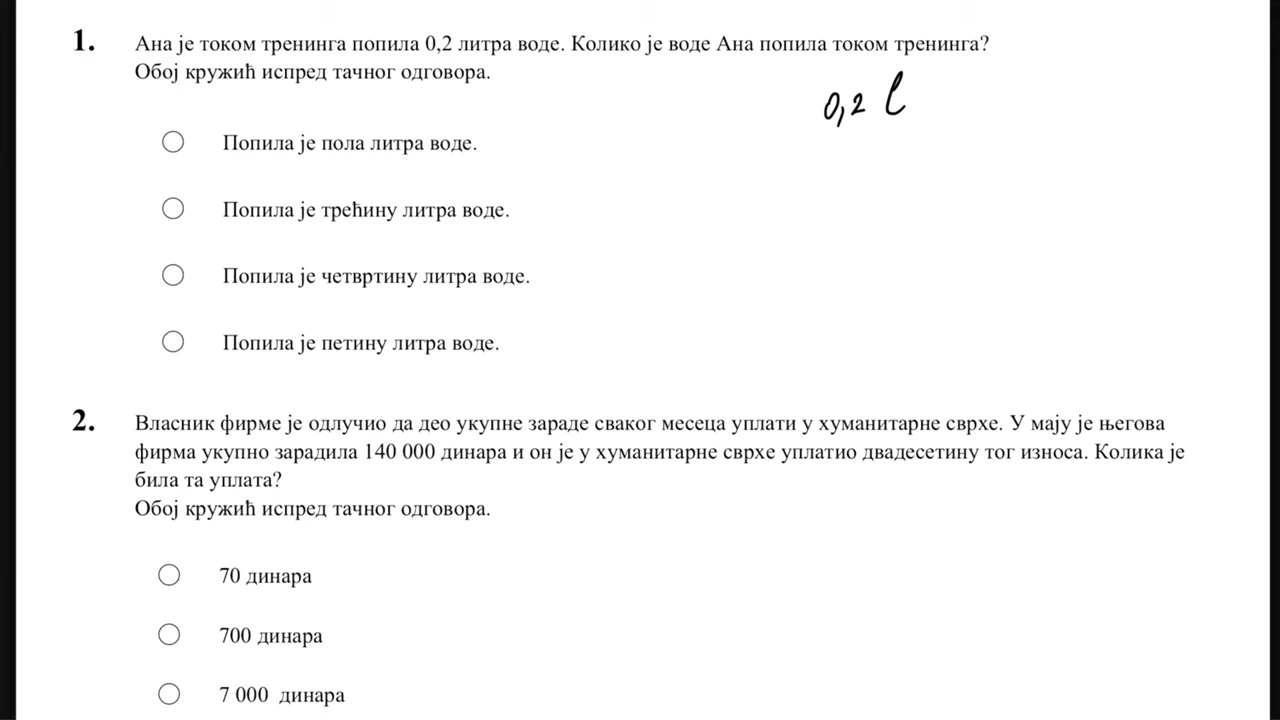 1. Ана је током тренинга попила 0,2 литра воде. Колико је воде Ана попила током тренинга?
Обој кружић испред тачног одговора.
0,2 l
Попила је пола литра воде.
Попила је трећину литра воде.
Попила је четвртину литра воде.
Попила је петину литра воде.
2. Власник фирме је одлучио да део укупне зараде сваког месеца уплати у хуманитарне сврхе. У мају је његова
фирма укупно зарадила 140 000 динара и он је у хуманитарне сврхе уплатио двадесетину тог износа. Колика је
била та уплата?
Обој кружић испред тачног одговора.
70 динара
700 динара
7 000 динара